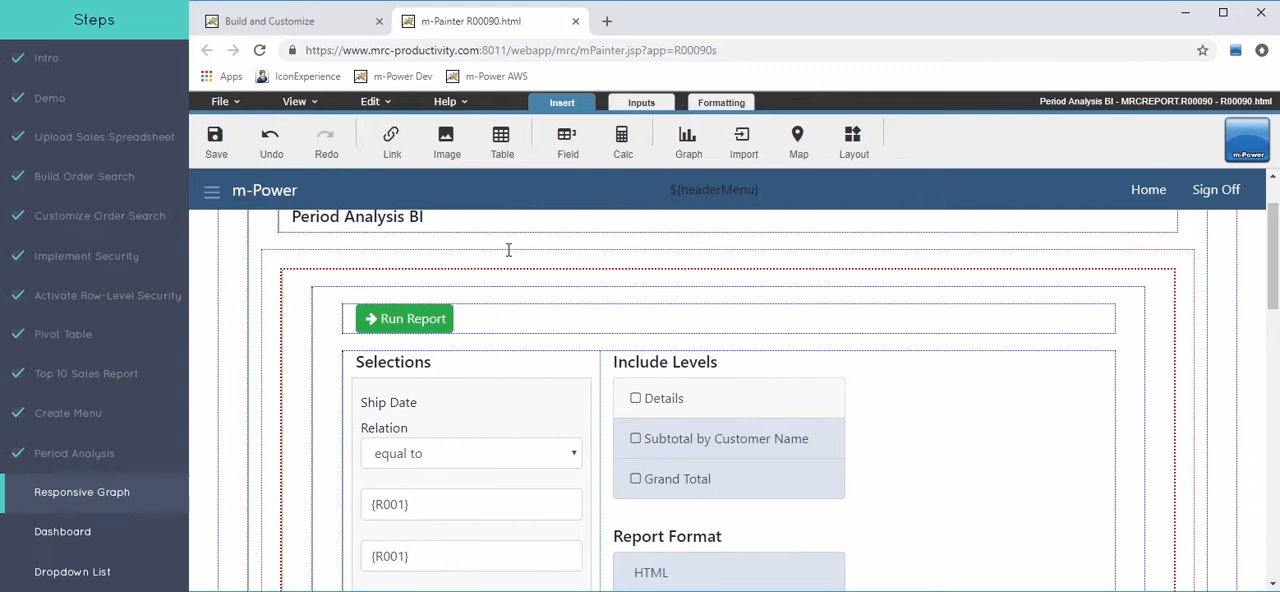 Steps
Intro
Demo
Upload Sales Spreadsheet
Build Order Search
Customize Order Search
Implement Security
Activate Row-Level Security
Pivot Table
Top 10 Sales Report
Create Menu
Period Analysis
Responsive Graph
Dashboard
Dropdown List
Build and Customize
m-Painter R00090.html
https://www.mrc-productivity.com:8011/webapp/mrc/mPainter.jsp?app=R00090s
Apps IconExperience m-Power Dev m-Power AWS
File View Edit Help Insert Inputs Formatting Period Analysis BI - MRCREPORT.R00090 - R00090.html
Save Undo Redo Link Image Table Field Calc Graph Import Map Layout m-Power
m-Power ${headerMenu} Home Sign Off
Period Analysis BI
Run Report
Selections
Ship Date
Relation
equal to
{R001}
{R001}
Include Levels
Details
Subtotal by Customer Name
Grand Total
Report Format
HTML